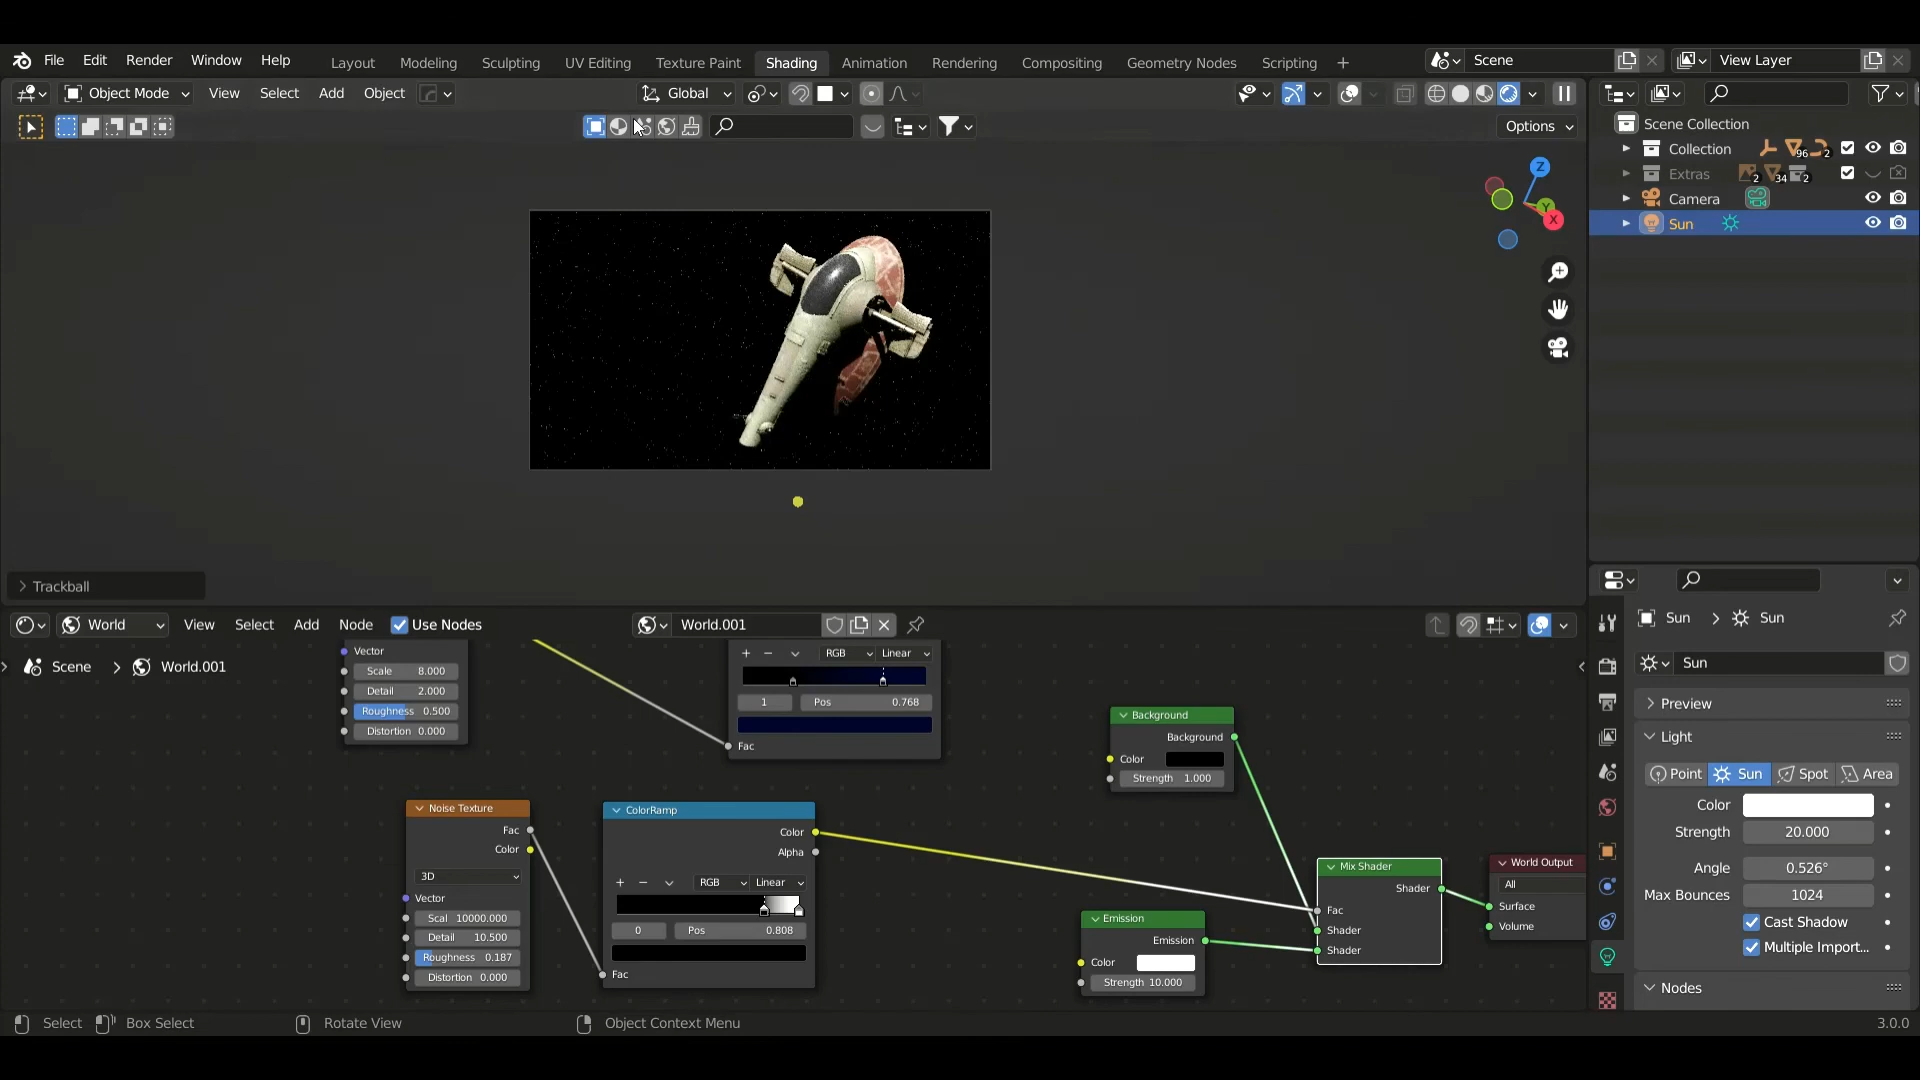 File Edit Render Window Help Layout Modeling Sculpting UV Editing Texture Paint Shading Animation Rendering Compositing Geometry Nodes Scripting + Scene View Layer
Object Mode View Select Add Object Global
Options
Scene Collection
Collection 96 2
Extras 2 34 2
Camera
Sun
Z
Y
X
Trackball
World View Select Add Node Use Nodes World.001
Scene > World.001
Vector
Scale 8.000
Detail 2.000
Roughness 0.500
Distortion 0.000
+ − RGB Linear
1 Pos 0.768
Fac
Background
Background
Color
Strength 1.000
Noise Texture
Fac
Color
3D
Vector
Scal 10000.000
Detail 10.500
Roughness 0.187
Distortion 0.000
ColorRamp
Color
Alpha
+ − RGB Linear
0 Pos 0.808
Fac
Emission
Emission
Color
Strength 10.000
Mix Shader
Shader
Fac
Shader
Shader
World Output
All
Surface
Volume
Sun > Sun
Sun
Preview
Light
Point Sun Spot Area
Color
Strength 20.000
Angle 0.526°
Max Bounces 1024
Cast Shadow
Multiple Import...
Nodes
Select Box Select Rotate View Object Context Menu 3.0.0